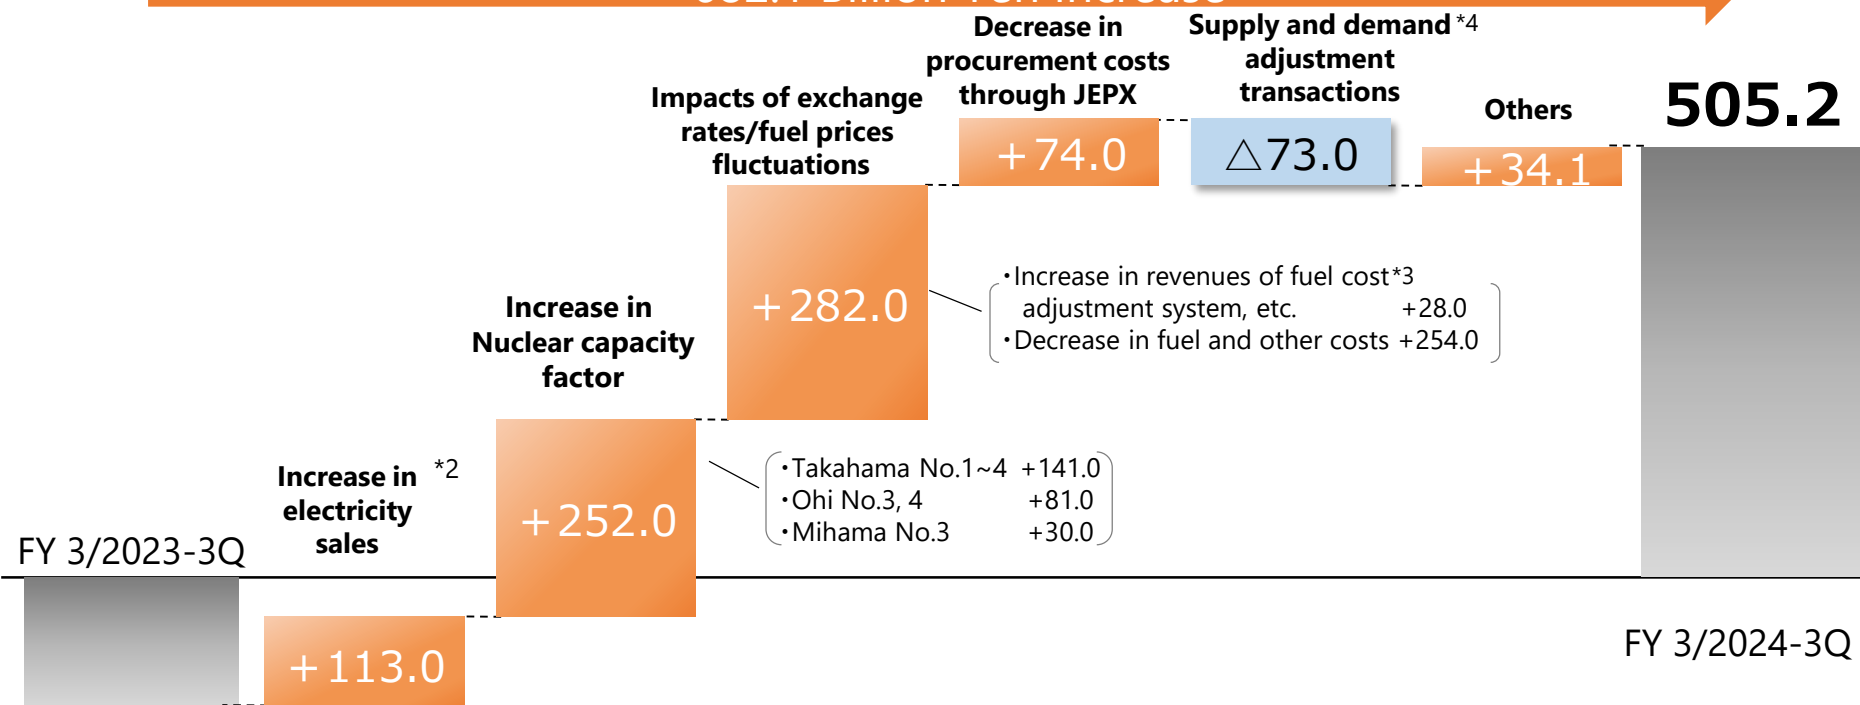 Decrease in
procurement costs
through JEPX
Supply and demand *4
adjustment
transactions
Impacts of exchange
rates/fuel prices
fluctuations
Others
505.2
+74.0
△73.0
+34.1
・Increase in revenues of fuel cost*3
adjustment system, etc. +28.0
・Decrease in fuel and other costs +254.0
+282.0
Increase in
Nuclear capacity
factor
Increase in *2
electricity
sales
+252.0
・Takahama No.1~4 +141.0
・Ohi No.3, 4 +81.0
・Mihama No.3 +30.0
FY 3/2023-3Q
+113.0
FY 3/2024-3Q